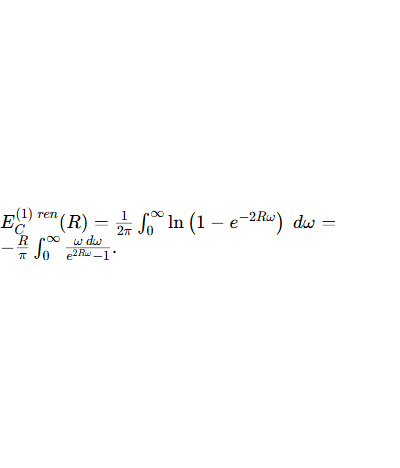 $E_C^{(1)\ ren}(R) = \frac{1}{2\pi} \int_0^\infty \ln\left(1 - e^{-2R\omega}\right)\ d\omega =$
$-\frac{R}{\pi} \int_0^\infty \frac{\omega\, d\omega}{e^{2R\omega}-1}.$